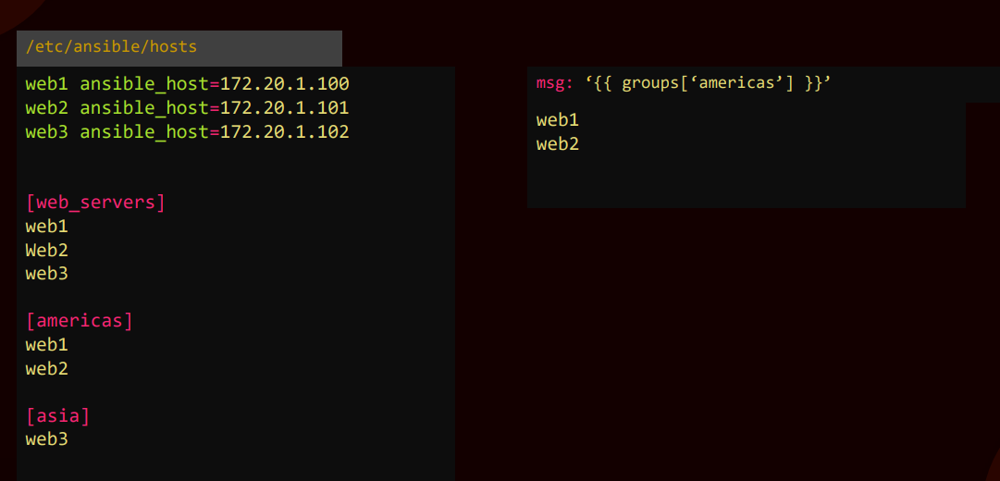 /etc/ansible/hosts
web1 ansible_host=172.20.1.100
web2 ansible_host=172.20.1.101
web3 ansible_host=172.20.1.102
[web_servers]
web1
Web2
web3
[americas]
web1
web2
[asia]
web3
msg: ‘{{ groups[‘americas’] }}’
web1
web2